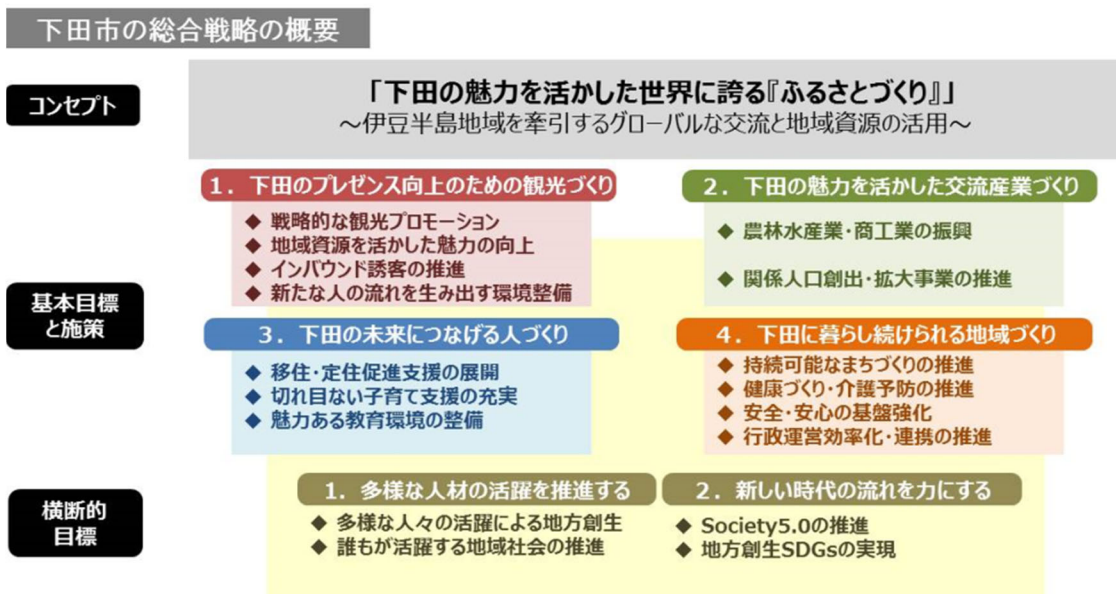 下田市の総合戦略の概要
コンセプト
「下田の魅力を活かした世界に誇る『ふるさとづくり』」
～伊豆半島地域を牽引するグローバルな交流と地域資源の活用～
基本目標
と施策
1．下田のプレゼンス向上のための観光づくり
◆ 戦略的な観光プロモーション
◆ 地域資源を活かした魅力の向上
◆ インバウンド誘客の推進
◆ 新たな人の流れを生み出す環境整備
2．下田の魅力を活かした交流産業づくり
◆ 農林水産業・商工業の振興
◆ 関係人口創出・拡大事業の推進
3．下田の未来につなげる人づくり
◆ 移住・定住促進支援の展開
◆ 切れ目ない子育て支援の充実
◆ 魅力ある教育環境の整備
4．下田に暮らし続けられる地域づくり
◆ 持続可能なまちづくりの推進
◆ 健康づくり・介護予防の推進
◆ 安全・安心の基盤強化
◆ 行政運営効率化・連携の推進
横断的
目標
1．多様な人材の活躍を推進する
◆ 多様な人々の活躍による地方創生
◆ 誰もが活躍する地域社会の推進
2．新しい時代の流れを力にする
◆ Society5.0の推進
◆ 地方創生SDGsの実現